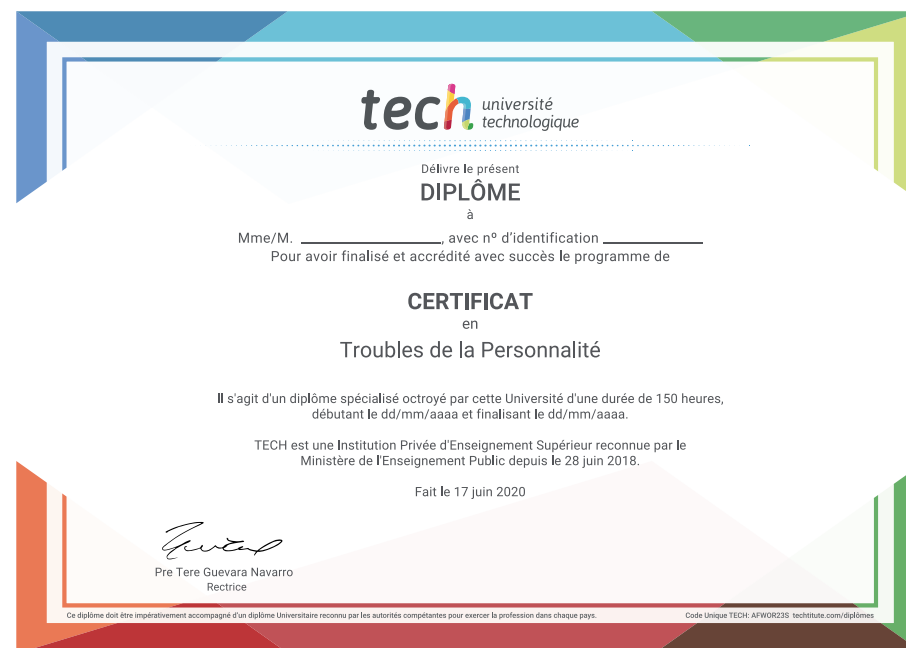 tech université
technologique
Délivre le présent
DIPLÔME
à
Mme/M. ____________________, avec nº d'identification ______________
Pour avoir finalisé et accrédité avec succès le programme de
CERTIFICAT
en
Troubles de la Personnalité
Il s'agit d'un diplôme spécialisé octroyé par cette Université d'une durée de 150 heures,
débutant le dd/mm/aaaa et finalisant le dd/mm/aaaa.
TECH est une Institution Privée d'Enseignement Supérieur reconnue par le
Ministère de l'Enseignement Public depuis le 28 juin 2018.
Fait le 17 juin 2020
Pre Tere Guevara Navarro
Rectrice
Ce diplôme doit être impérativement accompagné d'un diplôme Universitaire reconnu par les autorités compétantes pour exercer la profession dans chaque pays.
Code Unique TECH: AFWOR23S techtitute.com/diplômes